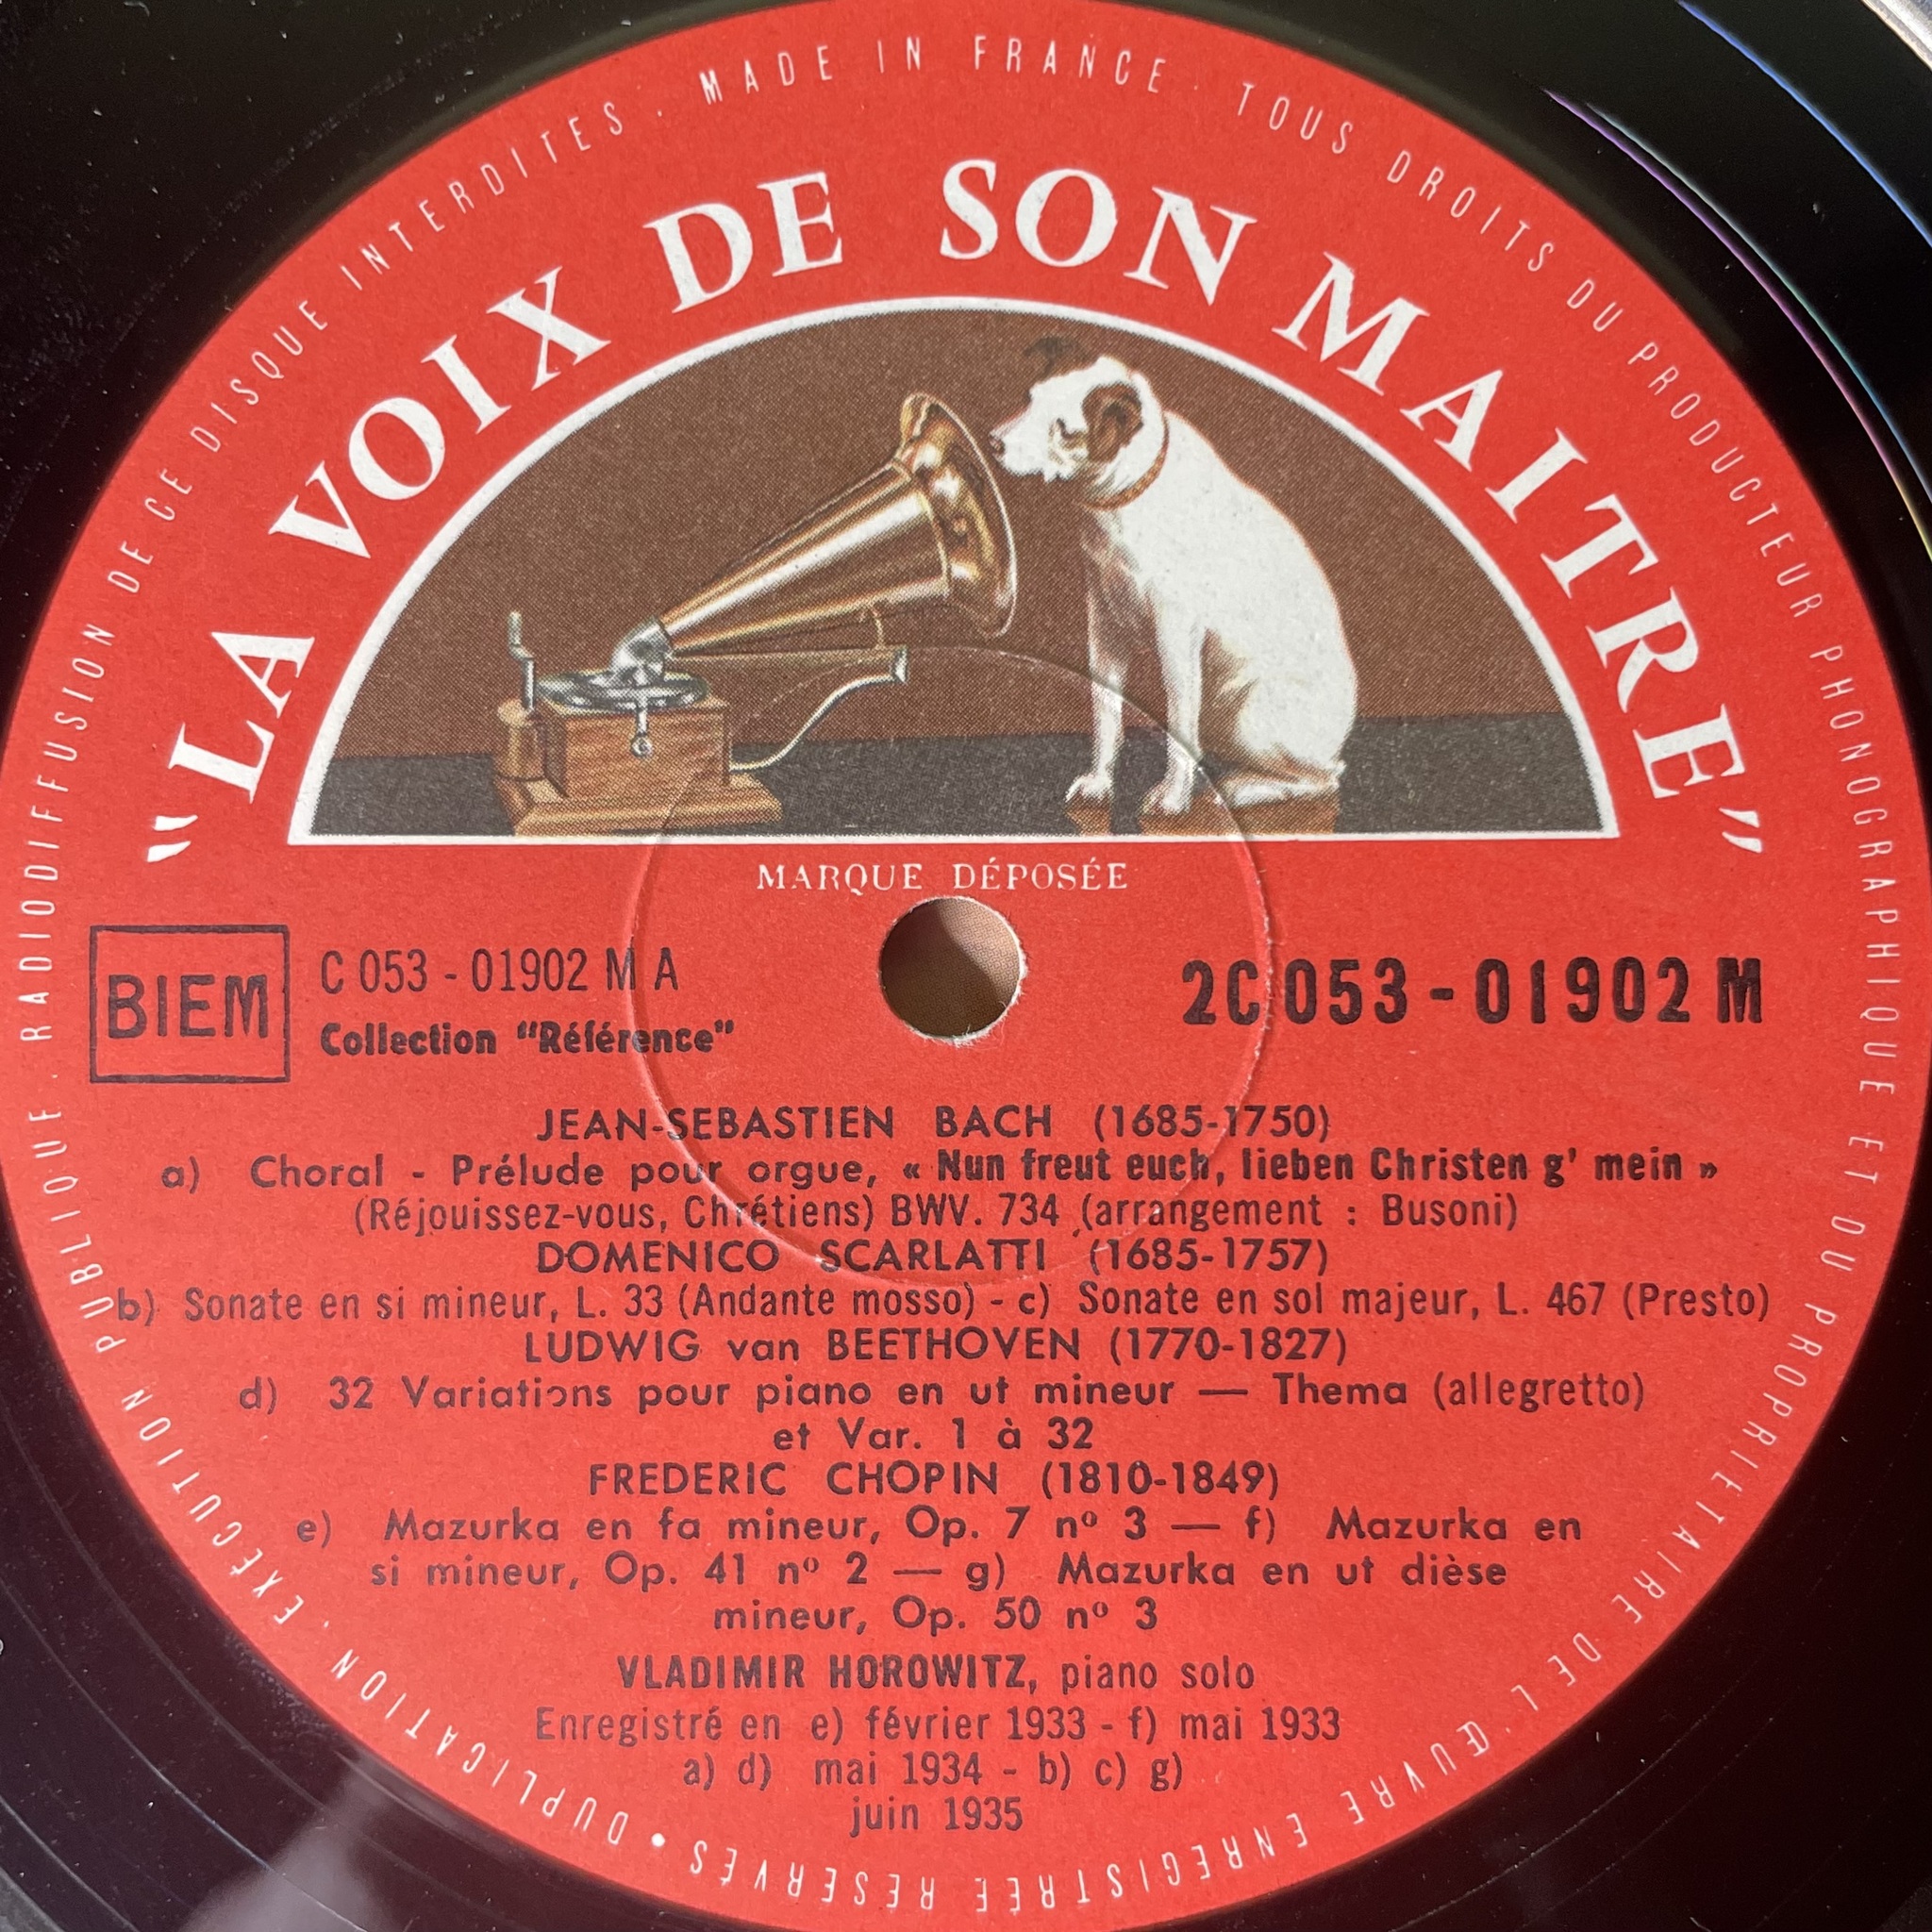 MADE IN FRANCE . TOUS DROITS DU PRODUCTEUR PHONOGRAPHIQUE ET DU PROPRIETAIRE DE L'ŒUVRE ENREGISTRÉE RESERVÉS • DUPLICATION . EXÉCUTION PUBLIQUE . RADIODIFFUSION DE CE DISQUE INTERDITES .
"LA VOIX DE SON MAITRE"
MARQUE DÉPOSÉE
BIEM
C 053 - 01902 M A
Collection "Référence"
2C 053 - 01902 M
JEAN-SEBASTIEN BACH (1685-1750)
a) Choral - Prélude pour orgue, « Nun freut euch, lieben Christen g' mein »
(Réjouissez-vous, Chrétiens) BWV. 734 (arrangement : Busoni)
DOMENICO SCARLATTI (1685-1757)
b) Sonate en si mineur, L. 33 (Andante mosso) - c) Sonate en sol majeur, L. 467 (Presto)
LUDWIG van BEETHOVEN (1770-1827)
d) 32 Variations pour piano en ut mineur — Thema (allegretto)
et Var. 1 à 32
FREDERIC CHOPIN (1810-1849)
e) Mazurka en fa mineur, Op. 7 nº 3 — f) Mazurka en
si mineur, Op. 41 nº 2 — g) Mazurka en ut dièse
mineur, Op. 50 nº 3
VLADIMIR HOROWITZ, piano solo
Enregistré en e) février 1933 - f) mai 1933
a) d) mai 1934 - b) c) g)
juin 1935